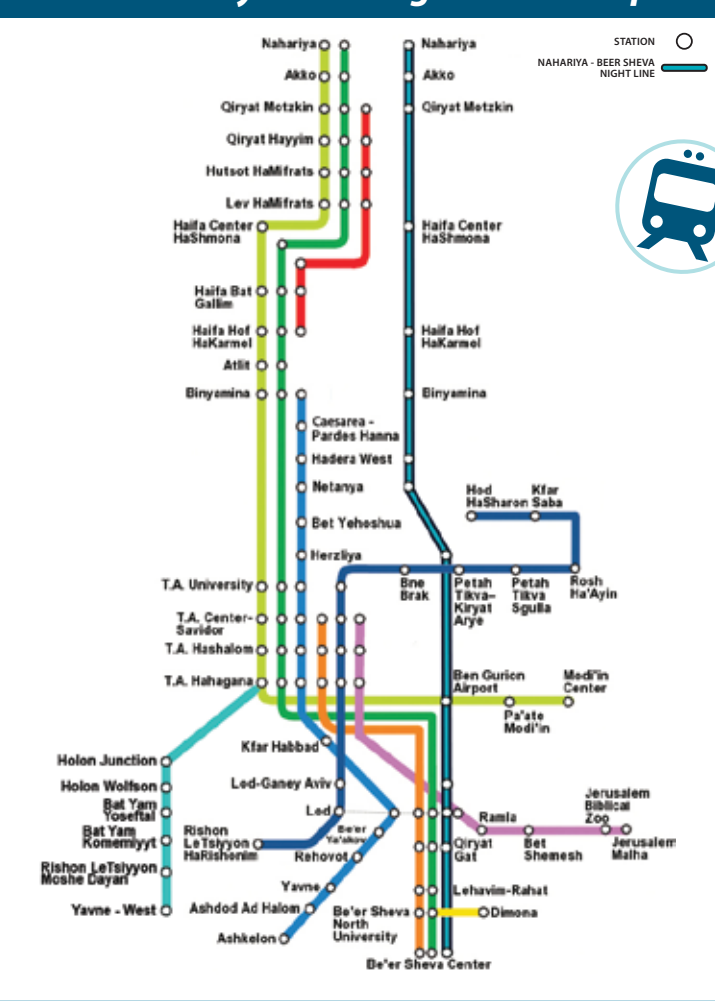 Nahariya
Nahariya
STATION
NAHARIYA - BEER SHEVA
NIGHT LINE
Akko
Akko
Qiryat Motzkin
Qiryat Motzkin
Qiryat Hayyim
Hutsot HaMifrats
Lev HaMifrats
Haifa Center
HaShmona
Haifa Center
HaShmona
Haifa Bat
Gallim
Haifa Hof
HaKarmel
Haifa Hof
HaKarmel
Atlit
Binyamina
Binyamina
Caesarea -
Pardes Hanna
Hadera West
Netanya
Hod
HaSharon
Kfar
Saba
Bet Yehoshua
Herzliya
T.A. University
Bne
Brak
Petah
Tikva-
Kiryat
Arye
Petah
Tikva
Sgulla
Rosh
Ha'Ayin
T.A. Center-
Savidor
T.A. Hashalom
T.A. Hahagana
Ben Gurion
Airport
Modi'in
Center
Pa'ate
Modi'in
Kfar Habbad
Holon Junction
Holon Wolfson
Lod-Ganey Aviv
Bat Yam
Yoseftal
Lod
Jerusalem
Biblical
Zoo
Ramla
Bat Yam
Komemiyyt
Rishon
LeTsiyyon
HaRishonim
Be'er
Ya'akov
Rehovot
Qiryat
Gat
Bet
Shemesh
Jerusalem
Malha
Rishon LeTsiyyon
Moshe Dayan
Yavne
Lehavim-Rahat
Yavne - West
Ashdod Ad Halom
Be'er Sheva
North
University
Dimona
Ashkelon
Be'er Sheva Center